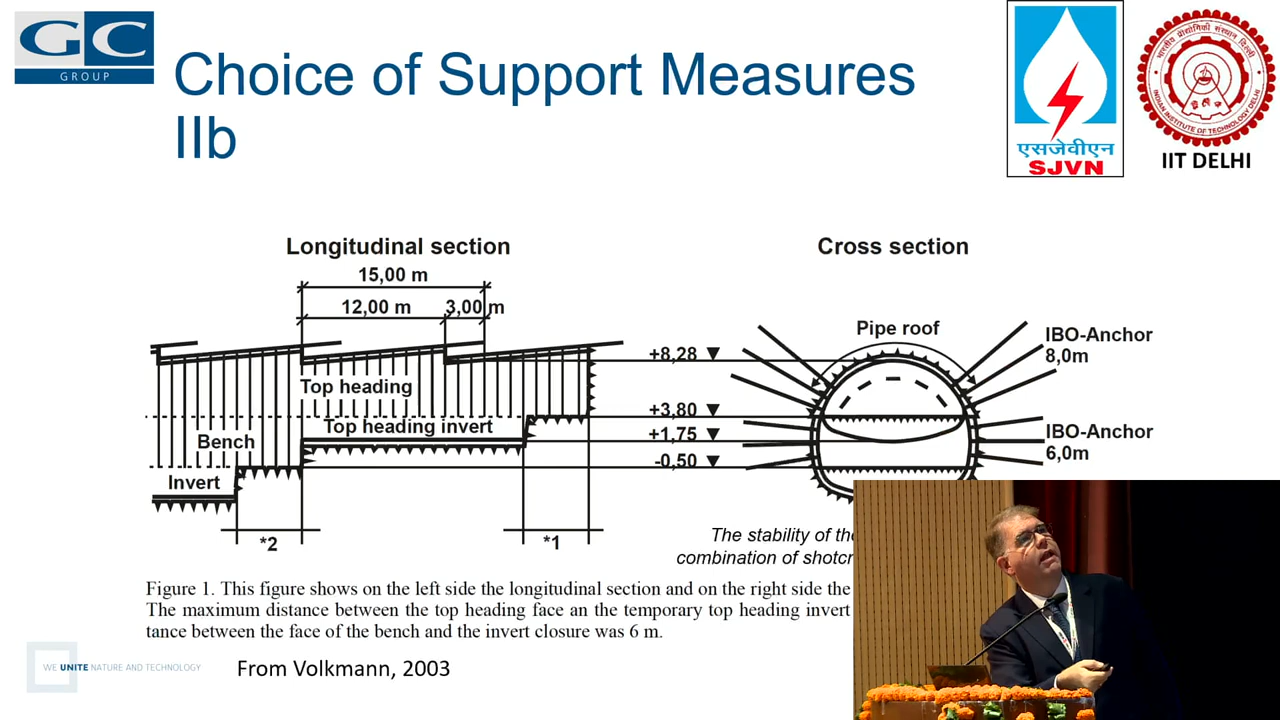 GC
GROUP
Choice of Support Measures
IIb
एसजेवीएन
SJVN
IIT DELHI
Longitudinal section
Cross section
15,00 m
12,00 m
3,00 m
Top heading
Top heading invert
Bench
Invert
*2
*1
+8,28
+3,80
+1,75
-0,50
Pipe roof
IBO-Anchor
8,0m
IBO-Anchor
6,0m
The stability of the
combination of
Figure 1. This figure shows on the left side the longitudinal section and on the right side the
The maximum distance between the top heading face an the temporary top heading invert
tance between the face of the bench and the invert closure was 6 m.
WE UNITE NATURE AND TECHNOLOGY
From Volkmann, 2003